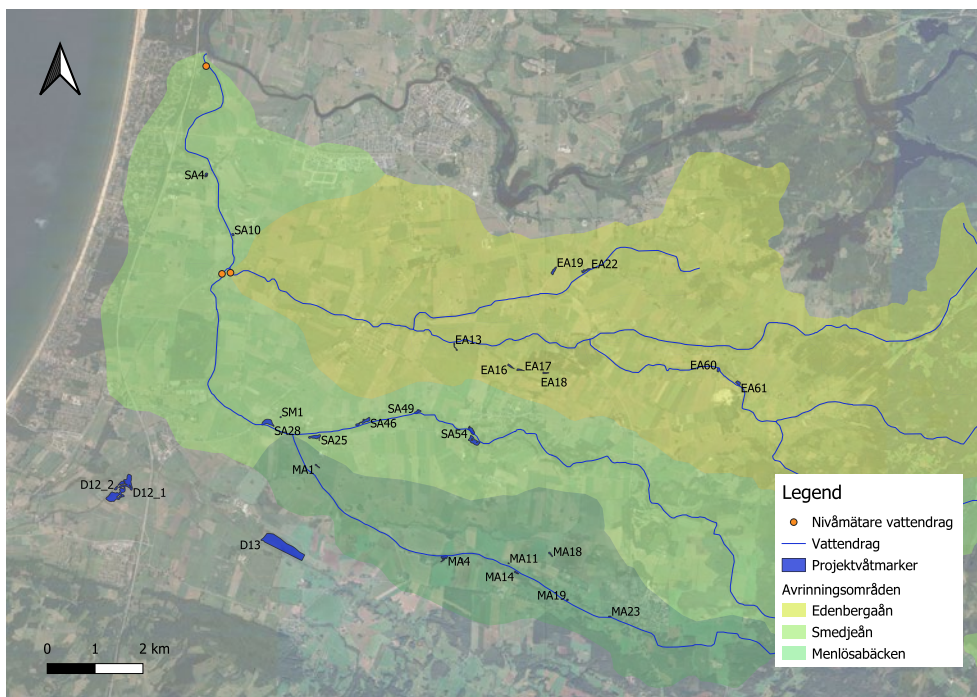 SA4
SA10
EA19
EA22
EA13
EA16
EA17
EA18
EA60
EA61
SM1
SA28
SA25
SA46
SA49
SA54
MA1
D12_2
D12_1
D13
MA4
MA11
MA18
MA14
MA19
MA23
0 1 2 km
Legend
Nivåmätare vattendrag
Vattendrag
Projektvåtmarker
Avrinningsområden
Edenbergaån
Smedjeån
Menlösabäcken